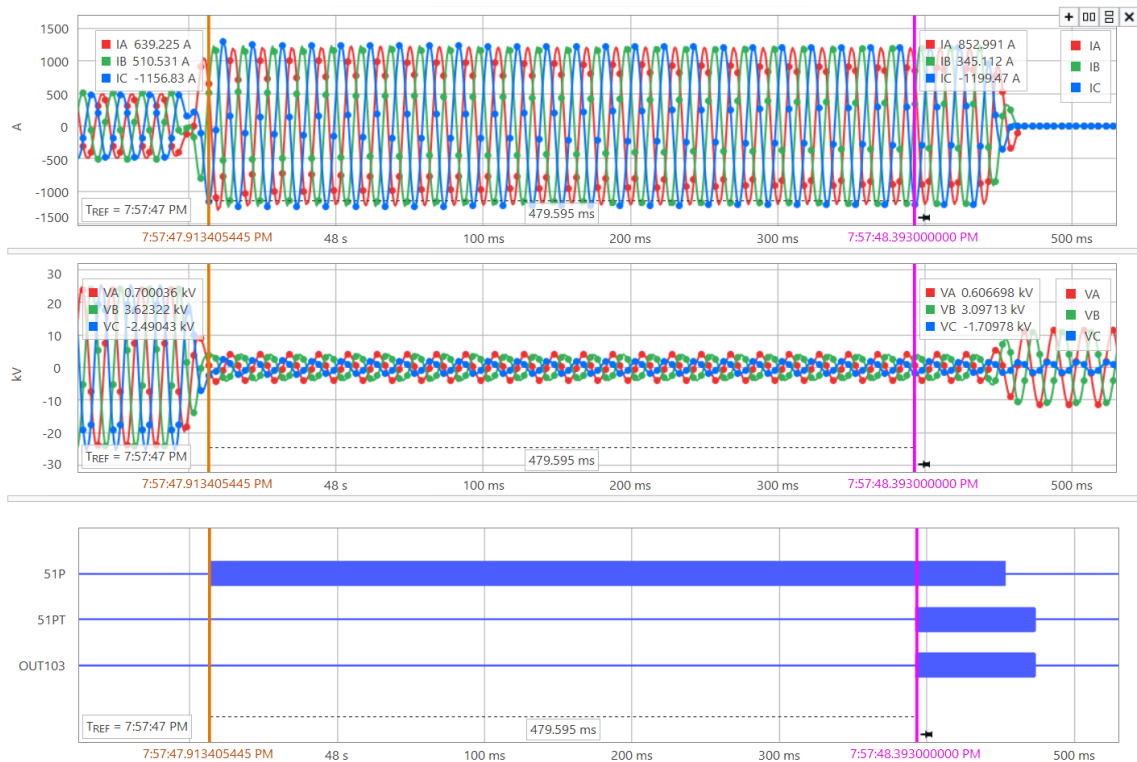 1500
1000
500
0
-500
-1000
-1500
A
IA 639.225 A
IB 510.531 A
IC -1156.83 A
IA 852.991 A
IB 345.112 A
IC -1199.47 A
IA
IB
IC
TREF = 7:57:47 PM
479.595 ms
7:57:47.913405445 PM
48 s
100 ms
200 ms
300 ms
7:57:48.393000000 PM
500 ms
30
20
10
0
-10
-20
-30
kV
VA 0.700036 kV
VB 3.62322 kV
VC -2.49043 kV
VA 0.606698 kV
VB 3.09713 kV
VC -1.70978 kV
VA
VB
VC
TREF = 7:57:47 PM
479.595 ms
7:57:47.913405445 PM
48 s
100 ms
200 ms
300 ms
7:57:48.393000000 PM
500 ms
51P
51PT
OUT103
TREF = 7:57:47 PM
479.595 ms
7:57:47.913405445 PM
48 s
100 ms
200 ms
300 ms
7:57:48.393000000 PM
500 ms